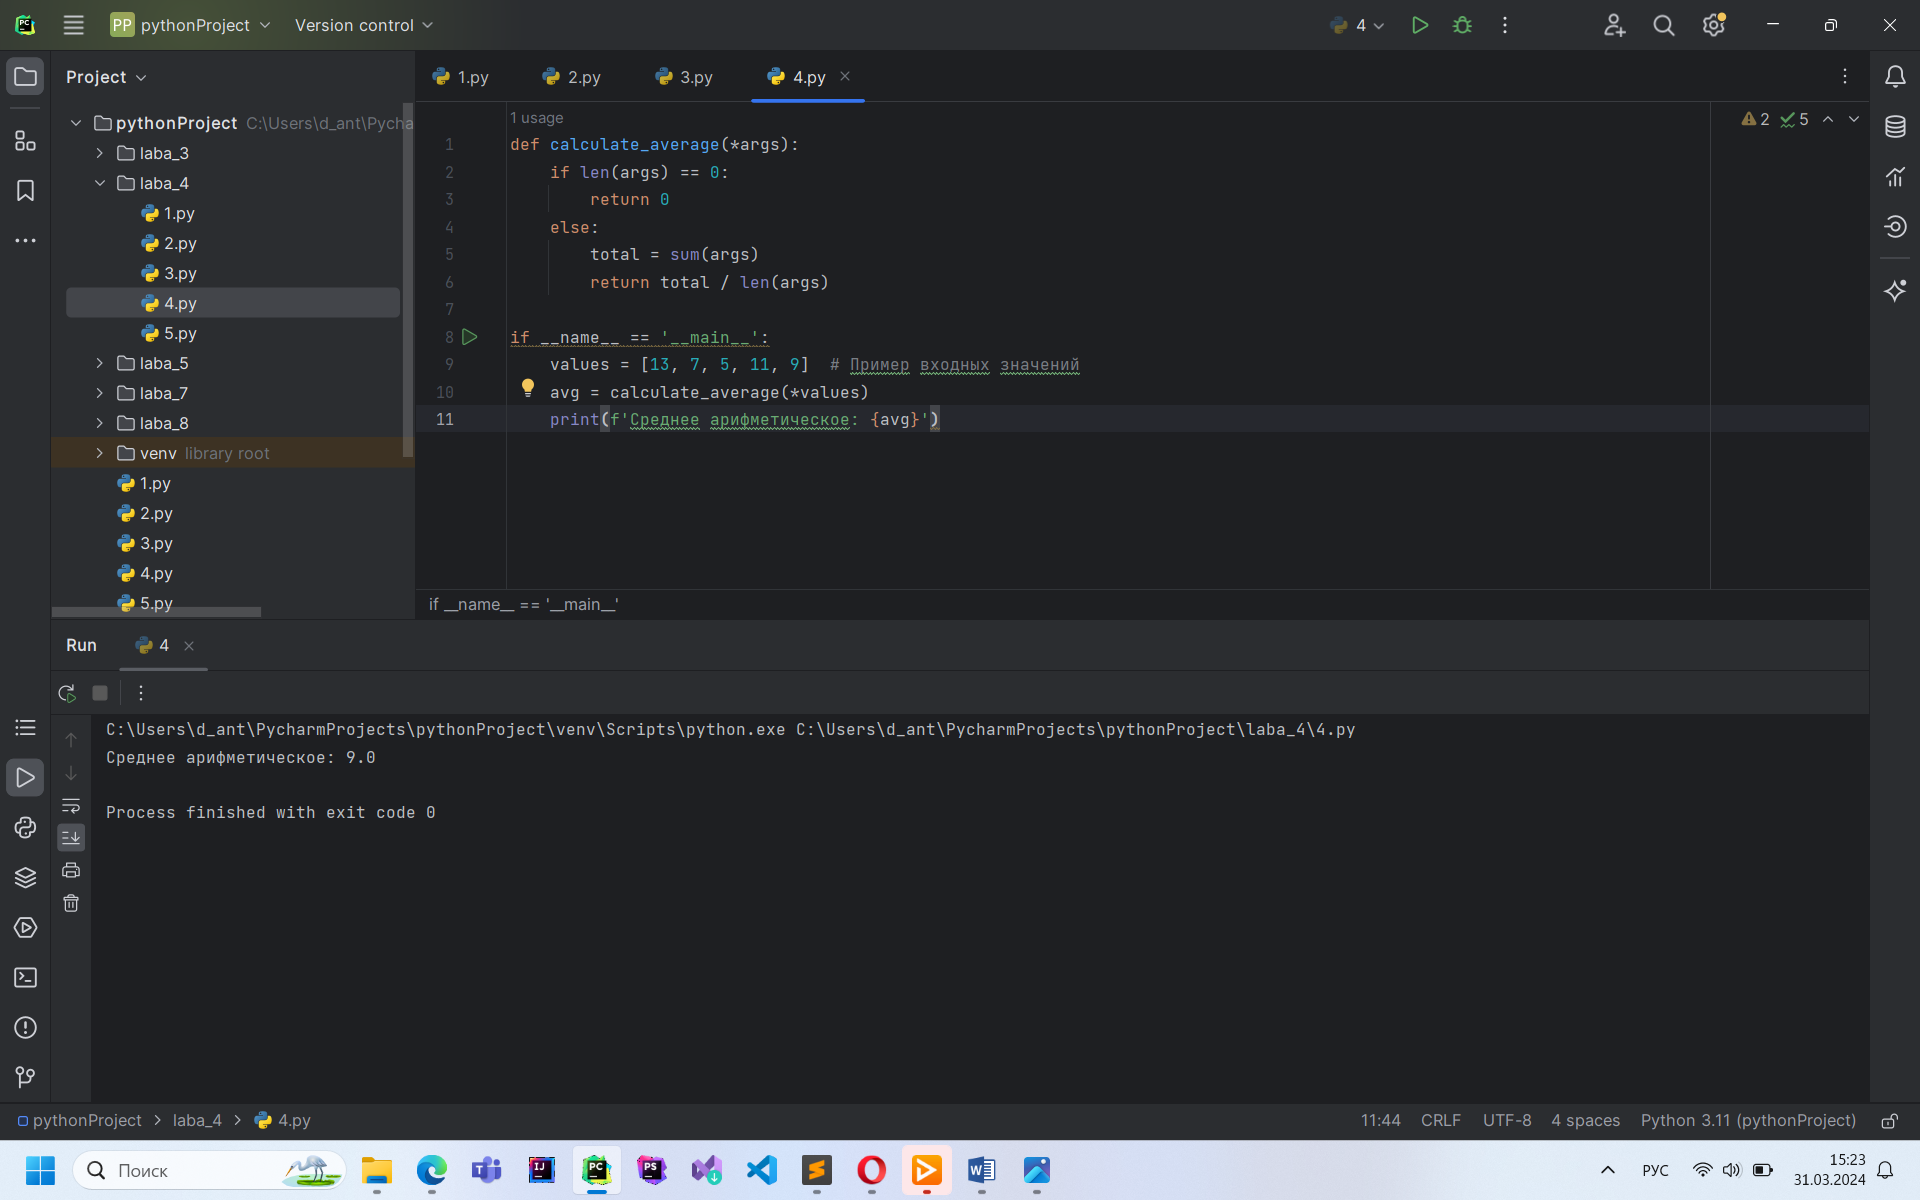 PP pythonProject Version control 4
Project 1.py 2.py 3.py 4.py
pythonProject C:\Users\d_ant\Pycha
laba_3
laba_4
1.py
2.py
3.py
4.py
5.py
laba_5
laba_7
laba_8
venv library root
1.py
2.py
3.py
4.py
5.py
1 usage
2 5
1 def calculate_average(*args):
2 if len(args) == 0:
3 return 0
4 else:
5 total = sum(args)
6 return total / len(args)
7
8 if __name__ == '__main__':
9 values = [13, 7, 5, 11, 9] # Пример входных значений
10 avg = calculate_average(*values)
11 print(f'Среднее арифметическое: {avg}')
if __name__ == '__main__'
Run 4
C:\Users\d_ant\PycharmProjects\pythonProject\venv\Scripts\python.exe C:\Users\d_ant\PycharmProjects\pythonProject\laba_4\4.py
Среднее арифметическое: 9.0
Process finished with exit code 0
pythonProject laba_4 4.py 11:44 CRLF UTF-8 4 spaces Python 3.11 (pythonProject)
Поиск
РУС
15:23
31.03.2024